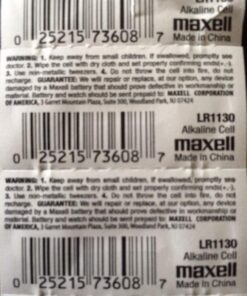 LR1130
Alkaline Cell
maxell
0 25215 73608 7 Made in China
WARNING: 1. Keep away from small children. If swallowed, promptly see
doctor. 2. Wipe the cell with dry cloth and set properly confirming ends(+, -).
3. Use non-metallic tweezers. 4. Do not throw the cell into fire, do not
recharge. GUARANTEE: We will repair or replace, at our option, any device
damaged by a Maxell battery that should prove defective in workmanship or
material. Battery and watch should be sent prepaid to MAXELL CORPORATION
OF AMERICA, 3 Garret Mountain Plaza, Suite 300, Woodland Park, NJ 07424
LR1130
Alkaline Cell
maxell
0 25215 73608 7 Made in China
WARNING: 1. Keep away from small children. If swallowed, promptly see
doctor. 2. Wipe the cell with dry cloth and set properly confirming ends(+, -).
3. Use non-metallic tweezers. 4. Do not throw the cell into fire, do not
recharge. GUARANTEE: We will repair or replace, at our option, any device
damaged by a Maxell battery that should prove defective in workmanship or
material. Battery and watch should be sent prepaid to MAXELL CORPORATION
OF AMERICA, 3 Garret Mountain Plaza, Suite 300, Woodland Park, NJ 07424
LR1130
Alkaline Cell
maxell
0 25215 73608 7 Made in China